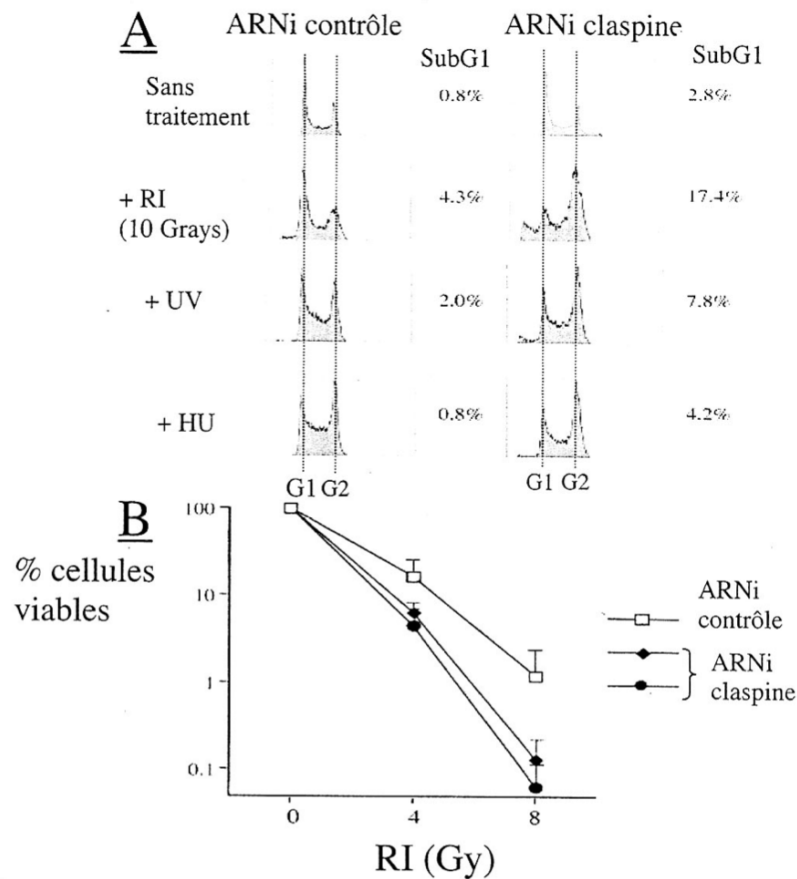 A
ARNi contrôle
ARNi claspine
SubG1
SubG1
Sans
traitement
0.8%
2.8%
+ RI
(10 Grays)
4.3%
17.4%
+ UV
2.0%
7.8%
+ HU
0.8%
4.2%
G1 G2
G1 G2
B
% cellules
viables
100
10
1
0.1
0
4
8
RI (Gy)
ARNi
contrôle
ARNi
claspine